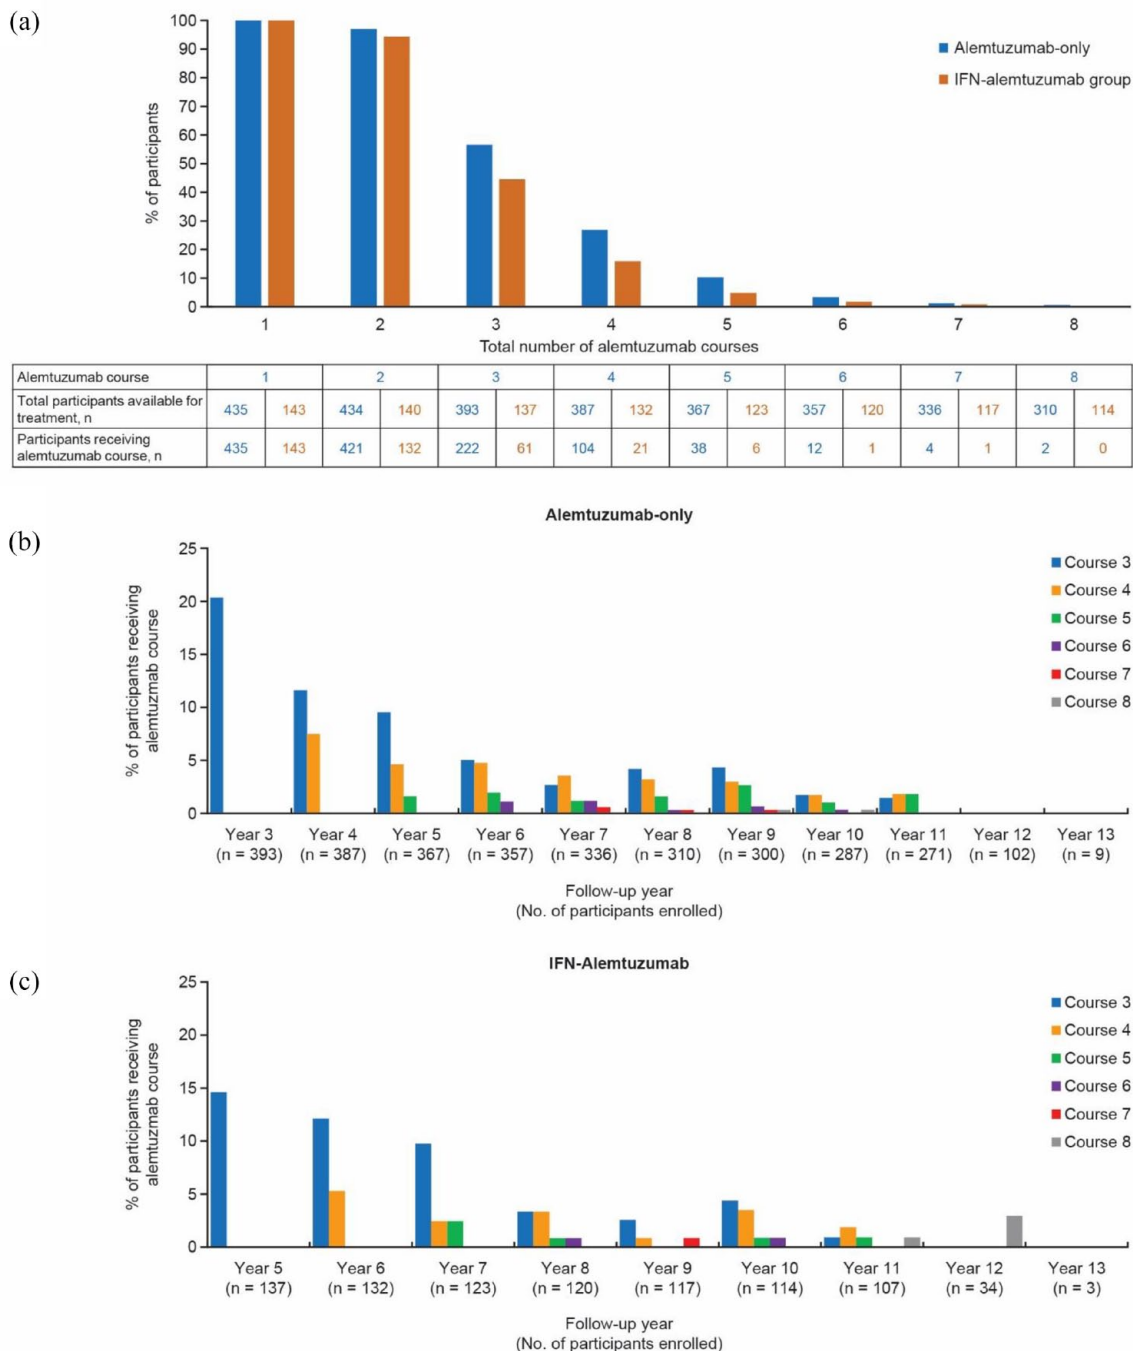 (a)
100
90
80
70
60
50
40
30
20
10
0
% of participants
Alemtuzumab-only
IFN-alemtuzumab group
1 2 3 4 5 6 7 8
Total number of alemtuzumab courses
Alemtuzumab course 1 2 3 4 5 6 7 8
Total participants available for
treatment, n 435 143 434 140 393 137 387 132 367 123 357 120 336 117 310 114
Participants receiving
alemtuzumab course, n 435 143 421 132 222 61 104 21 38 6 12 1 4 1 2 0
Alemtuzumab-only
(b)
25
20
15
10
5
0
% of participants receiving
alemtuzmab course
Course 3
Course 4
Course 5
Course 6
Course 7
Course 8
Year 3 Year 4 Year 5 Year 6 Year 7 Year 8 Year 9 Year 10 Year 11 Year 12 Year 13
(n = 393) (n = 387) (n = 367) (n = 357) (n = 336) (n = 310) (n = 300) (n = 287) (n = 271) (n = 102) (n = 9)
Follow-up year
(No. of participants enrolled)
IFN-Alemtuzumab
(c)
25
20
15
10
5
0
% of participants receiving
alemtuzmab course
Course 3
Course 4
Course 5
Course 6
Course 7
Course 8
Year 5 Year 6 Year 7 Year 8 Year 9 Year 10 Year 11 Year 12 Year 13
(n = 137) (n = 132) (n = 123) (n = 120) (n = 117) (n = 114) (n = 107) (n = 34) (n = 3)
Follow-up year
(No. of participants enrolled)